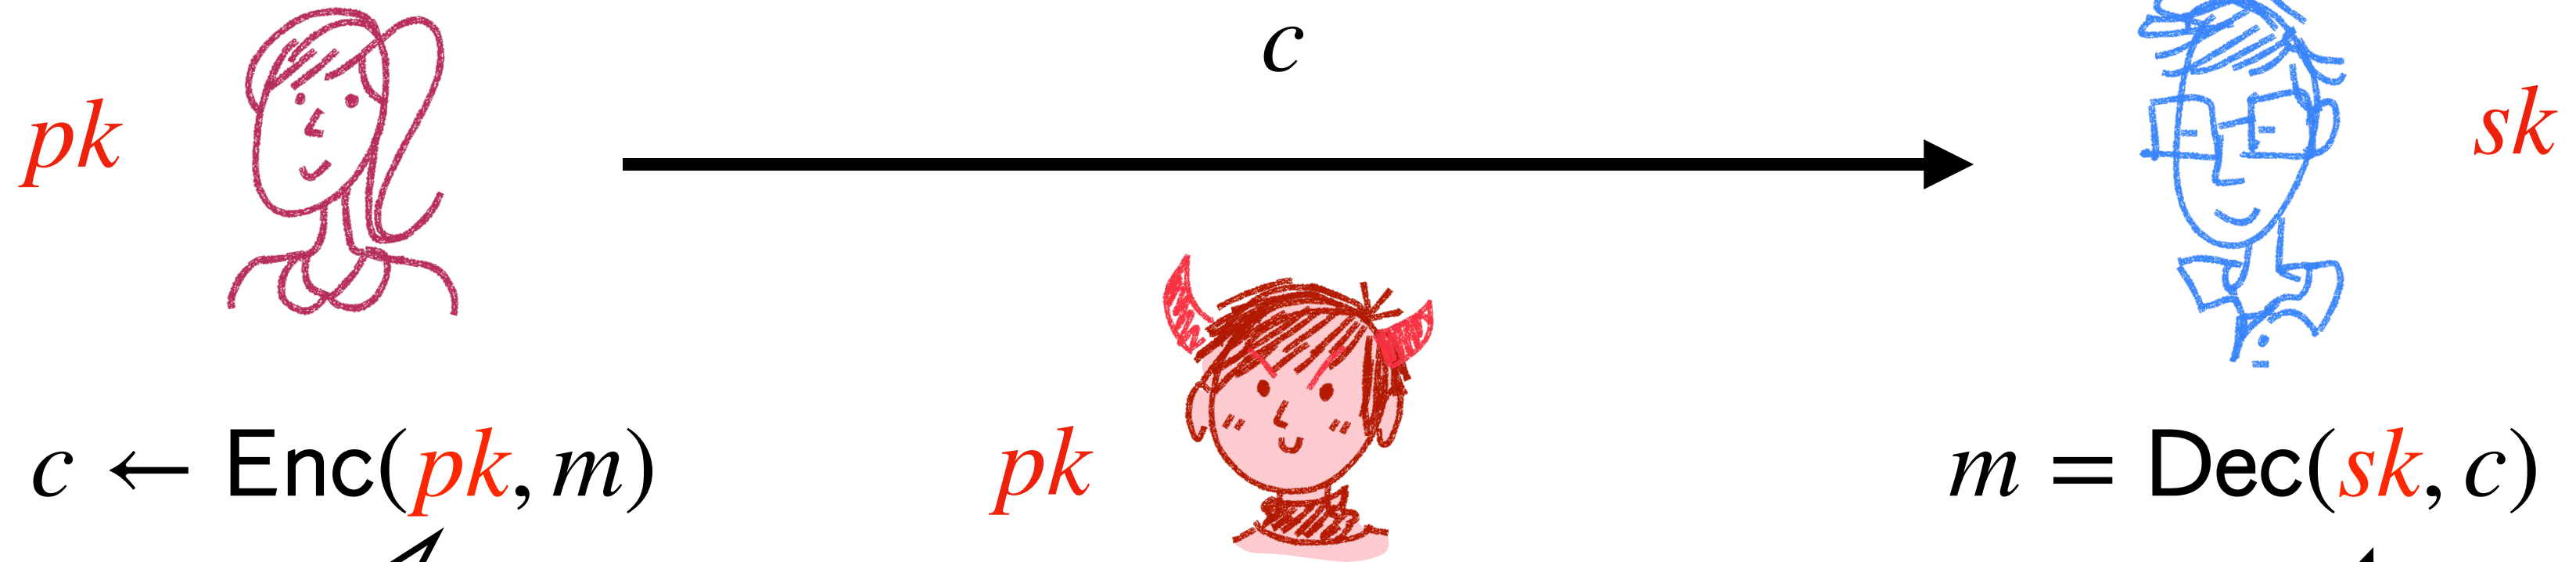 c
pk
sk
c ← Enc(pk, m)
pk
m = Dec(sk, c)